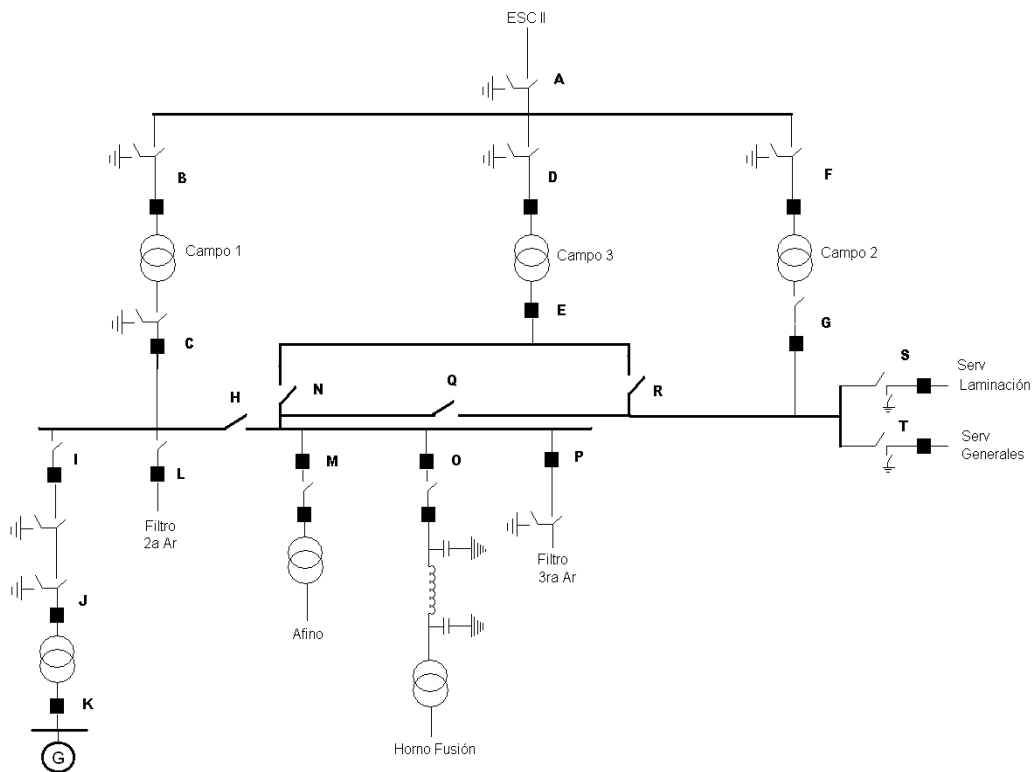 ESC II
A
B
D
F
Campo 1
Campo 3
Campo 2
C
E
G
S
Serv
Laminación
H
N
Q
R
T
Serv
Generales
I
L
M
O
P
Filtro
2a Ar
Filtro
3ra Ar
J
Afino
K
G
Horno Fusión